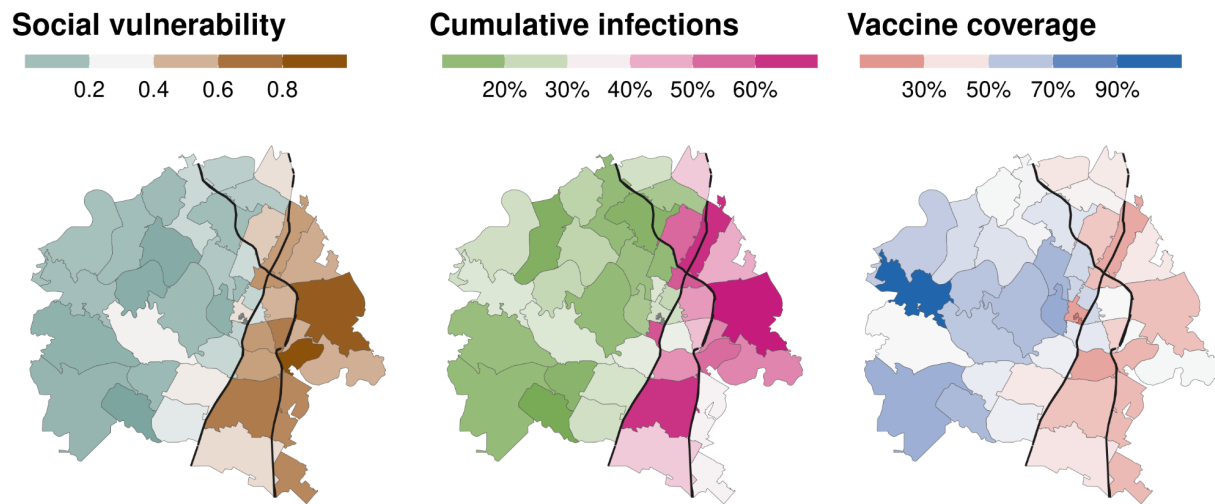 Social vulnerability
0.2 0.4 0.6 0.8
Cumulative infections
20% 30% 40% 50% 60%
Vaccine coverage
30% 50% 70% 90%